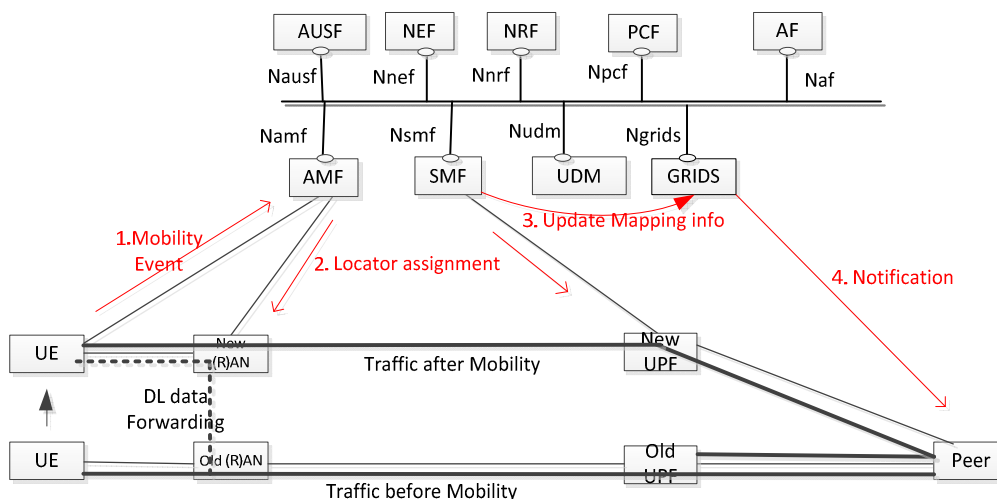 AUSF
NEF
NRF
PCF
AF
Nausf
Nnef
Nnrf
Npcf
Naf
Namf
Nsmf
Nudm
Ngrids
AMF
SMF
UDM
GRIDS
1.Mobility
Event
2. Locator assignment
3. Update Mapping info
4. Notification
UE
New
(R)AN
Traffic after Mobility
New
UPF
DL data
Forwarding
UE
Old (R)AN
Old
UPF
Peer
Traffic before Mobility